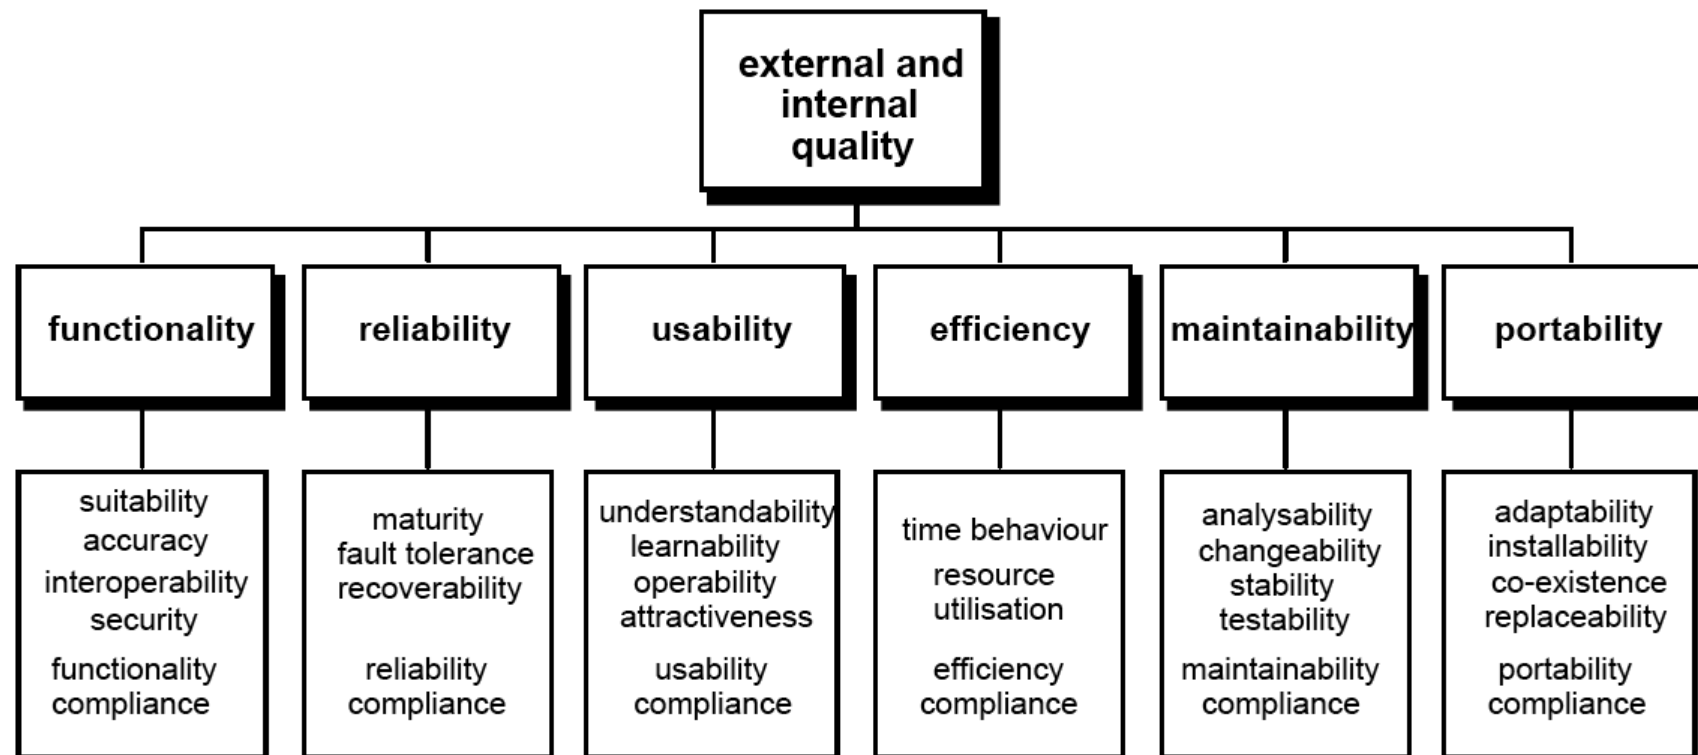 external and
internal
quality
functionality
reliability
usability
efficiency
maintainability
portability
suitability
accuracy
interoperability
security
functionality
compliance
maturity
fault tolerance
recoverability
reliability
compliance
understandability
learnability
operability
attractiveness
usability
compliance
time behaviour
resource
utilisation
efficiency
compliance
analysability
changeability
stability
testability
maintainability
compliance
adaptability
installability
co-existence
replaceability
portability
compliance